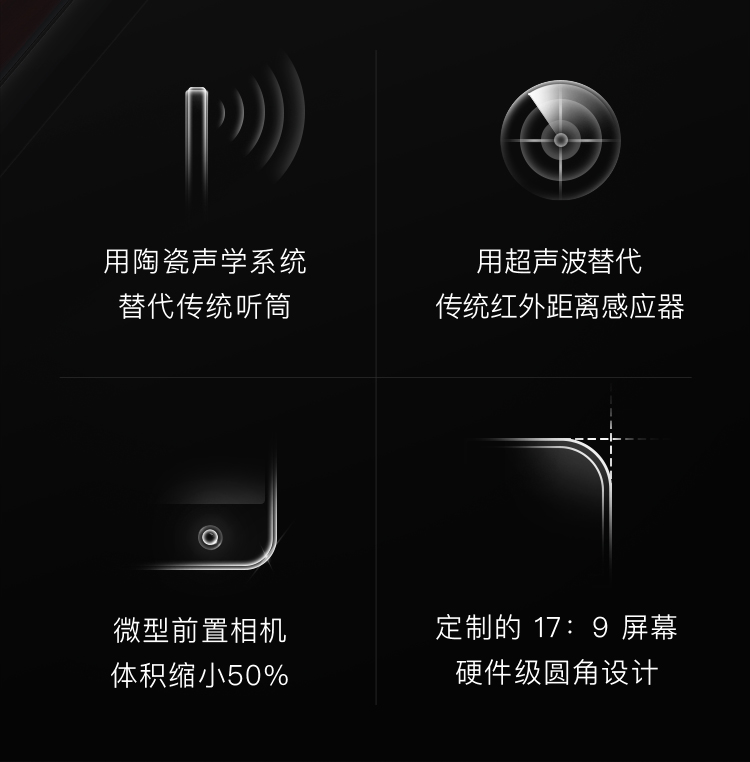 用陶瓷声学系统
替代传统听筒
用超声波替代
传统红外距离感应器
微型前置相机
体积缩小50%
定制的 17：9 屏幕
硬件级圆角设计